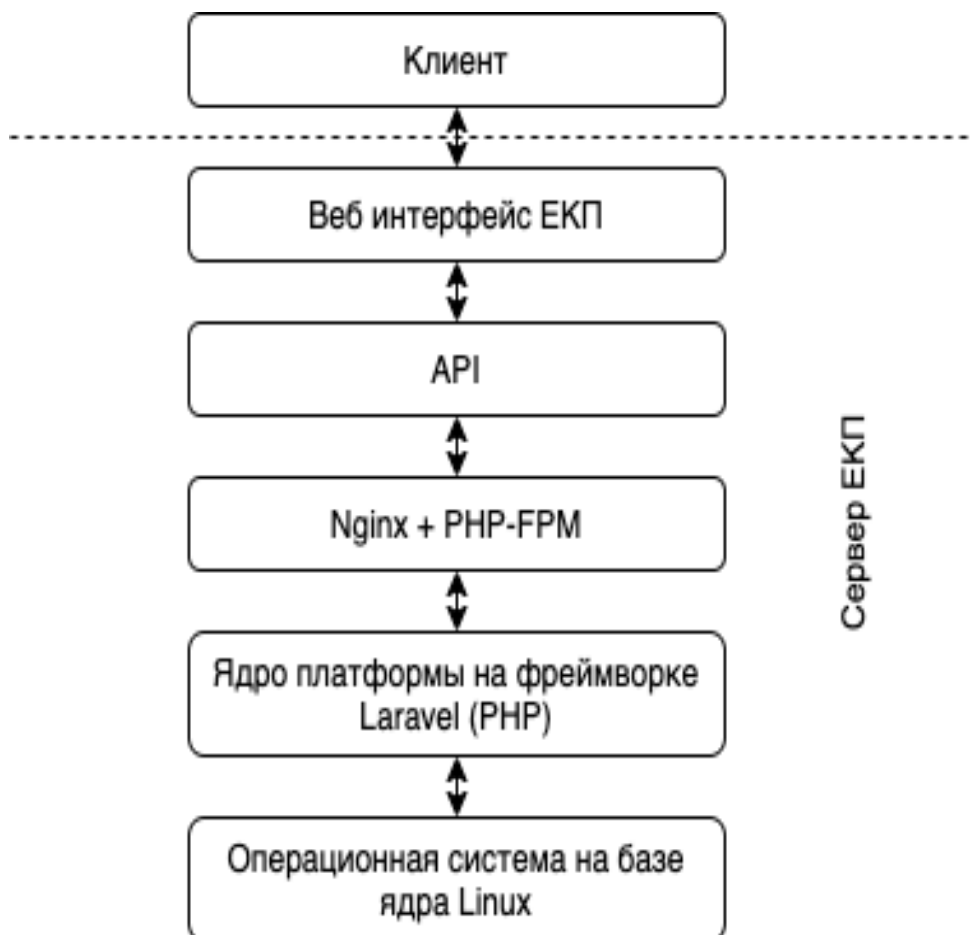 Клиент
Веб интерфейс ЕКП
API
Nginx + PHP-FPM
Ядро платформы на фреймворке
Laravel (PHP)
Операционная система на базе
ядра Linux
Сервер ЕКП